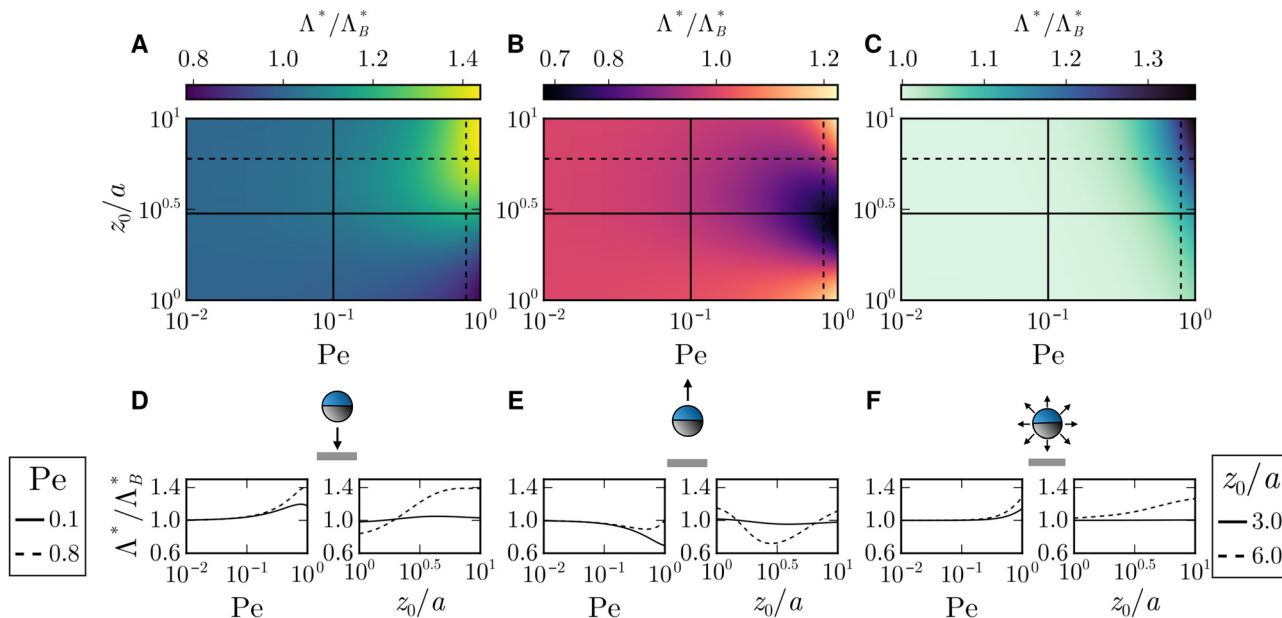 A Λ*/Λ*_B B Λ*/Λ*_B C Λ*/Λ*_B
0.8 1.0 1.2 1.4 0.7 0.8 1.0 1.2 1.0 1.1 1.2 1.3
10^1 10^1 10^1
z_0/a 10^0.5 10^0.5 10^0.5
10^0 10^0 10^0
10^-2 10^-1 10^0 10^-2 10^-1 10^0 10^-2 10^-1 10^0
Pe Pe Pe
D E F
Pe
0.1
0.8
Λ*/Λ*_B
1.4 1.4 1.4 1.4 1.4 1.4
1.0 1.0 1.0 1.0 1.0 1.0
0.6 0.6 0.6 0.6 0.6 0.6
10^-2 10^-1 10^0 10^0 10^0.5 10^1 10^-2 10^-1 10^0 10^0 10^0.5 10^1 10^-2 10^-1 10^0 10^0 10^0.5 10^1
Pe z_0/a Pe z_0/a Pe z_0/a
z_0/a
3.0
6.0